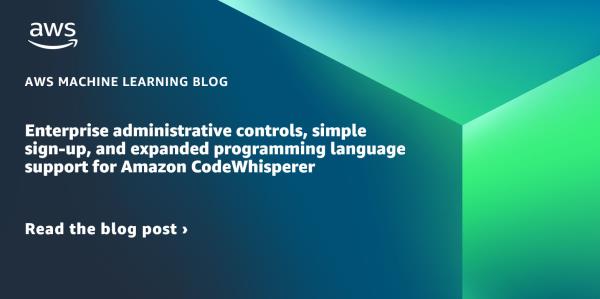 aws
AWS MACHINE LEARNING BLOG
Enterprise administrative controls, simple
sign-up, and expanded programming language
support for Amazon CodeWhisperer
Read the blog post ›